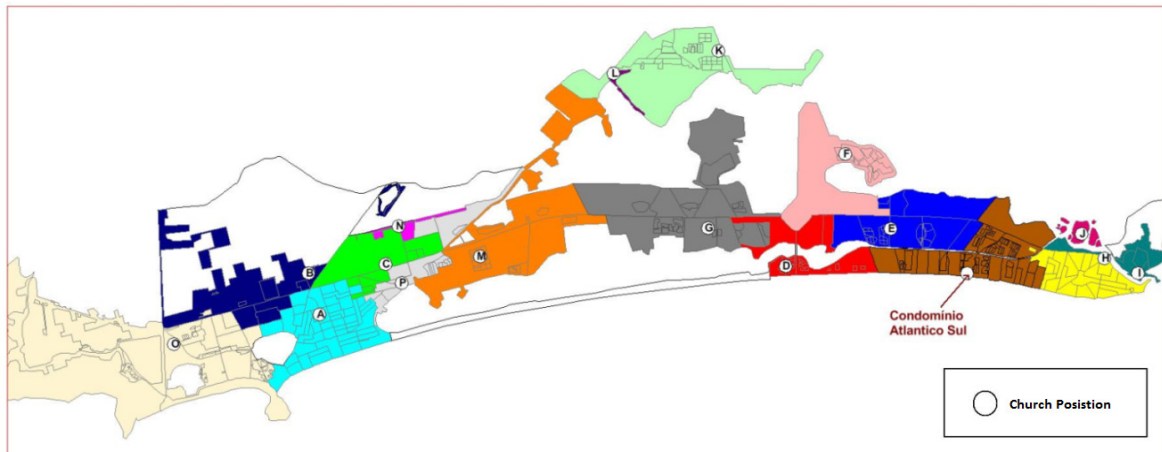 K
L
F
N
G
E
J
B
C
M
D
H
I
P
A
O
Condomínio
Atlantico Sul
Church Posistion